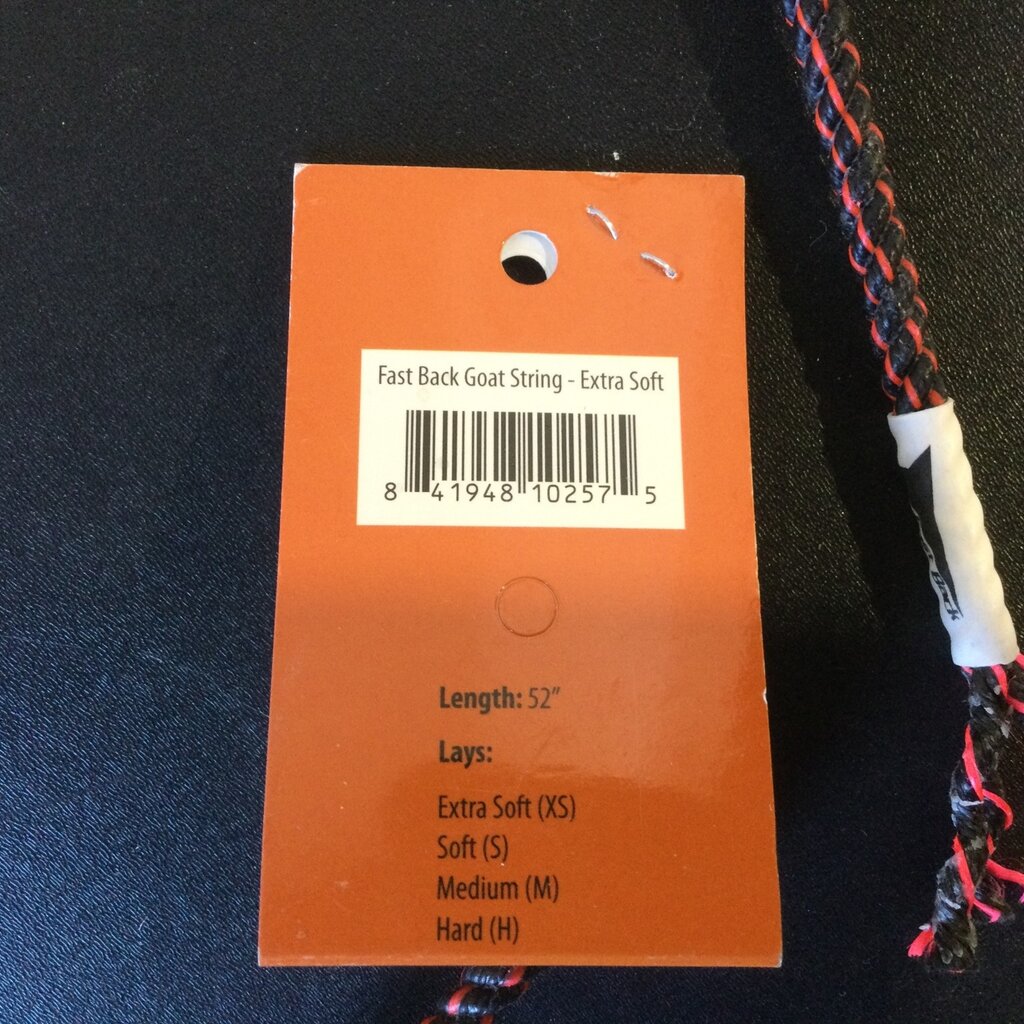 Fast Back Goat String - Extra Soft
8 41948 10257 5
Length: 52"
Lays:
Extra Soft (XS)
Soft (S)
Medium (M)
Hard (H)
Back